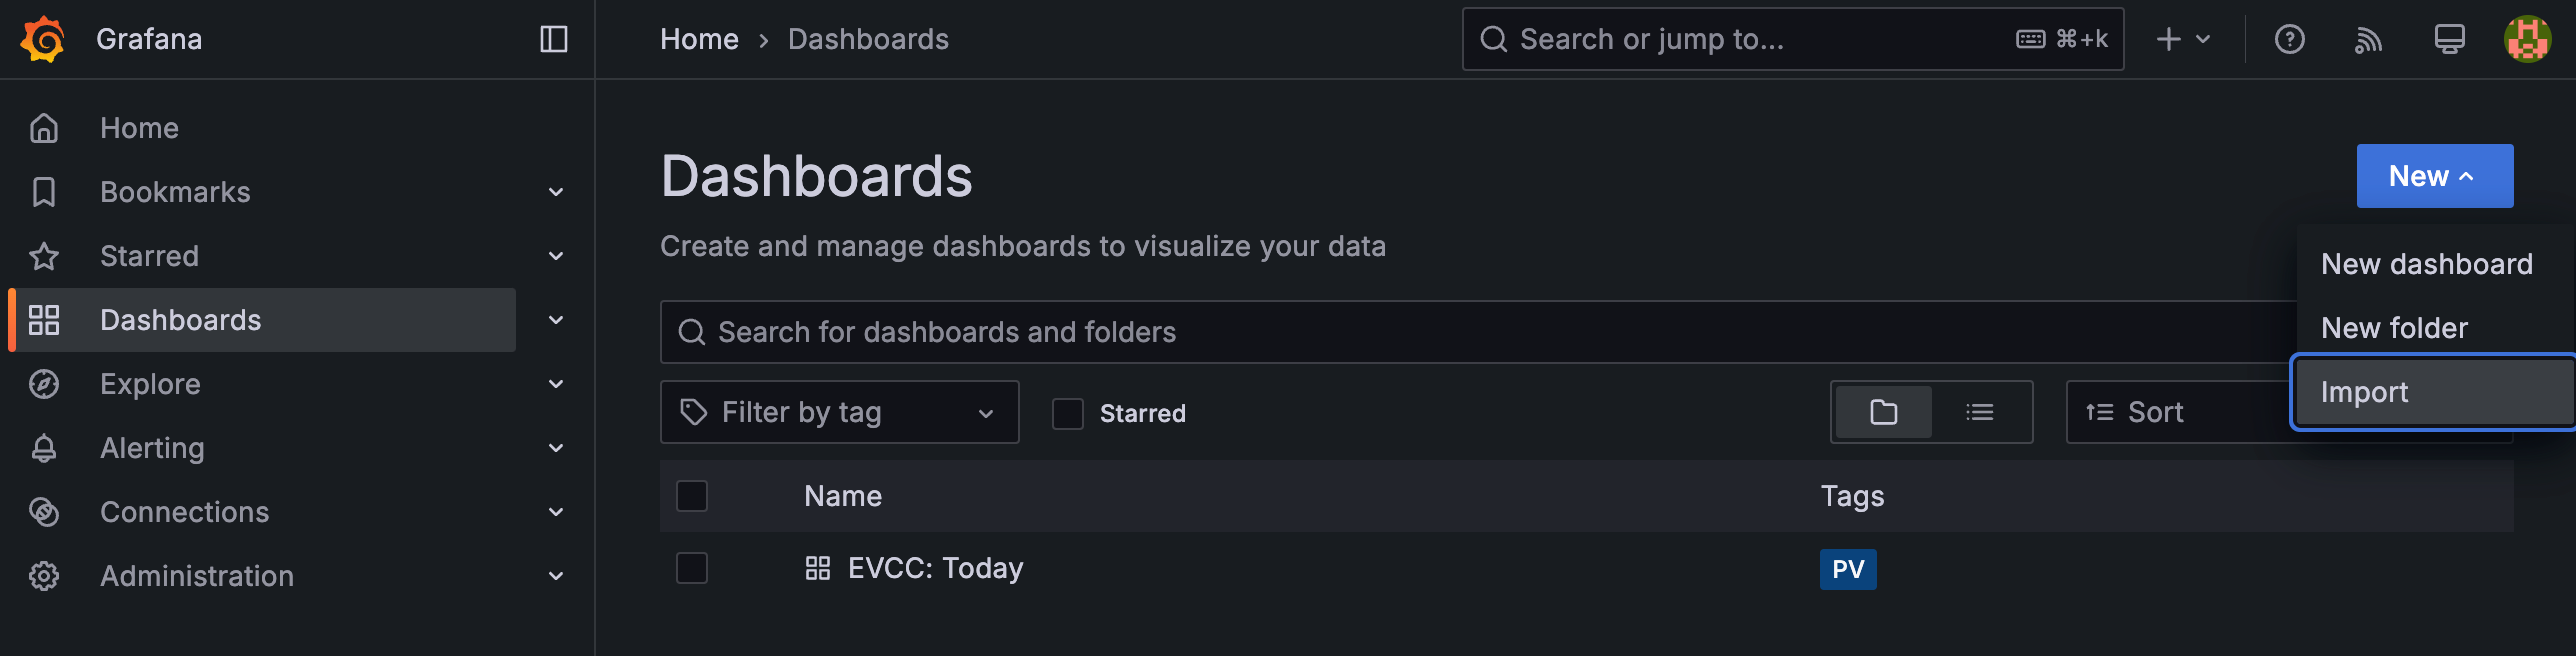 Grafana
Home › Dashboards
Search or jump to...
⌘+k
Home
Bookmarks
Starred
Dashboards
Explore
Alerting
Connections
Administration
Dashboards
New
Create and manage dashboards to visualize your data
New dashboard
New folder
Import
Search for dashboards and folders
Filter by tag
Starred
Sort
Name
Tags
EVCC: Today
PV